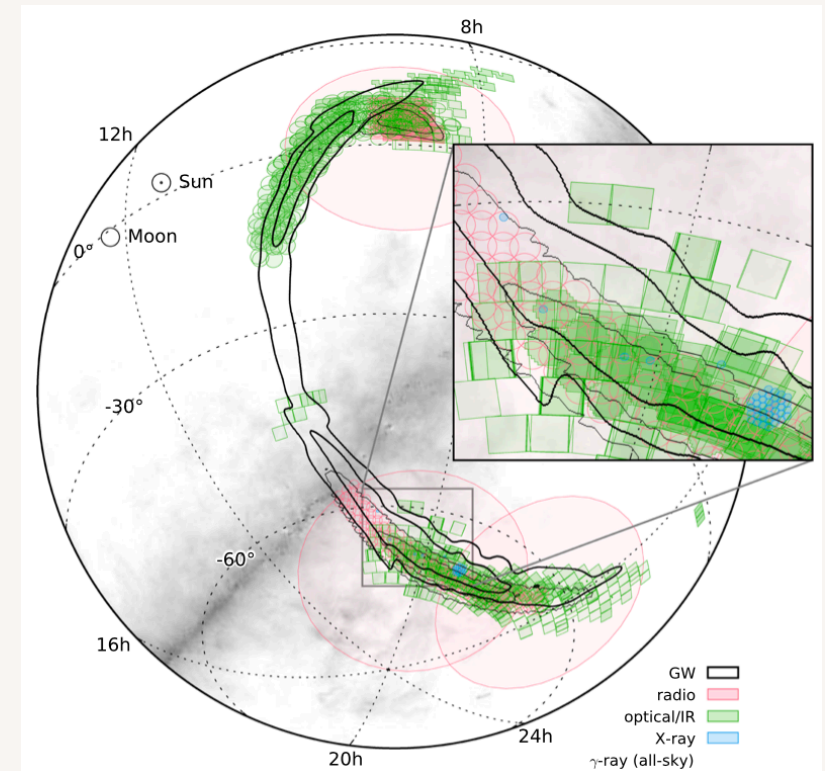 8h
12h
Sun
Moon
0°
-30°
-60°
16h
20h
24h
GW
radio
optical/IR
X-ray
γ-ray (all-sky)